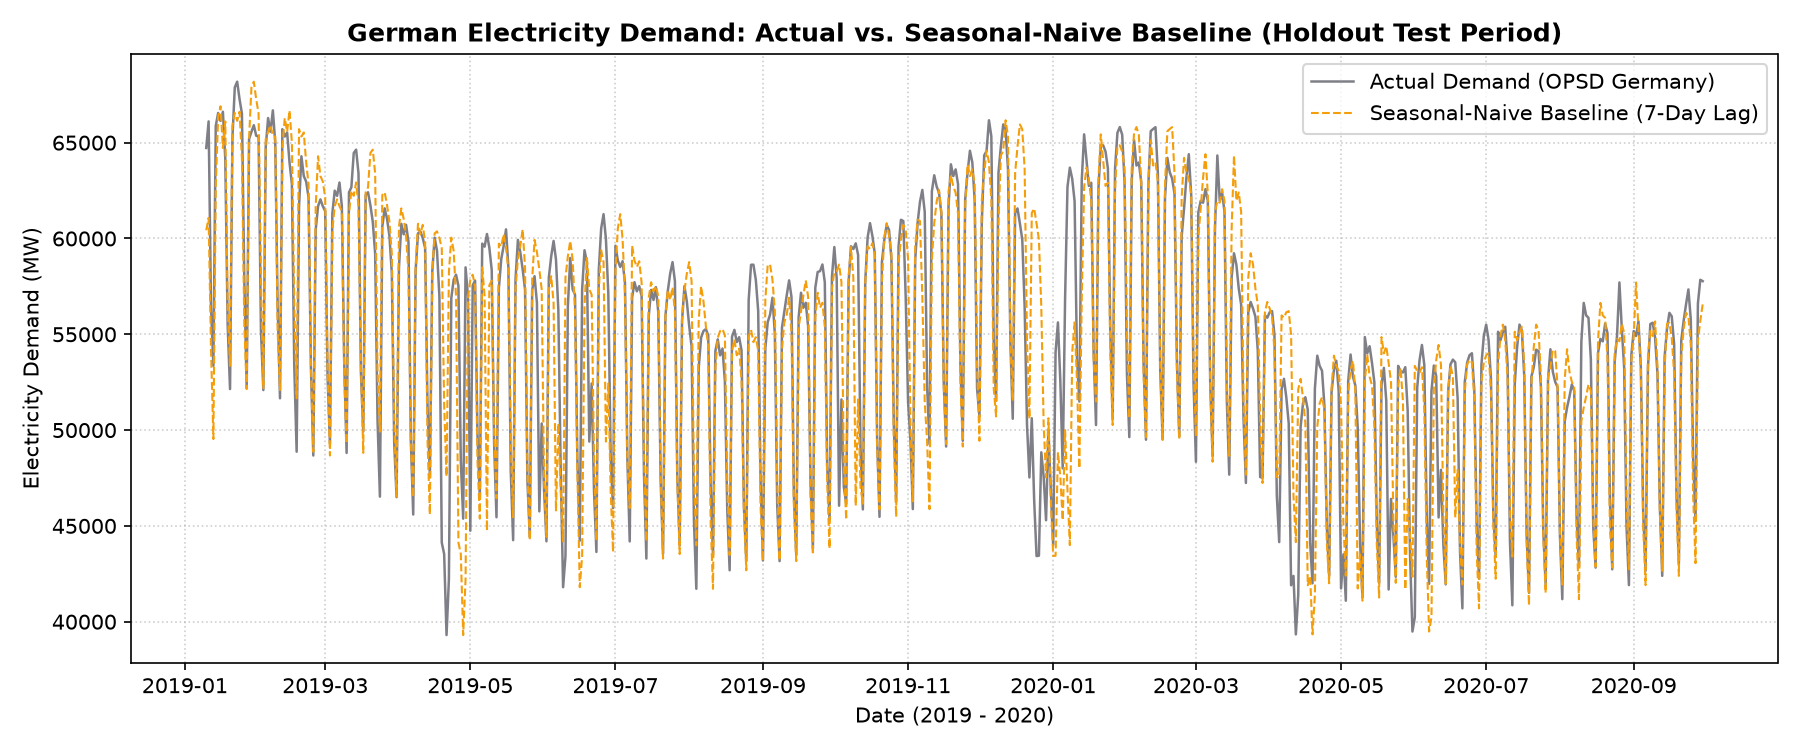 German Electricity Demand: Actual vs. Seasonal-Naive Baseline (Holdout Test Period)
Actual Demand (OPSD Germany)
Seasonal-Naive Baseline (7-Day Lag)
Electricity Demand (MW)
65000
60000
55000
50000
45000
40000
2019-01 2019-03 2019-05 2019-07 2019-09 2019-11 2020-01 2020-03 2020-05 2020-07 2020-09
Date (2019 - 2020)